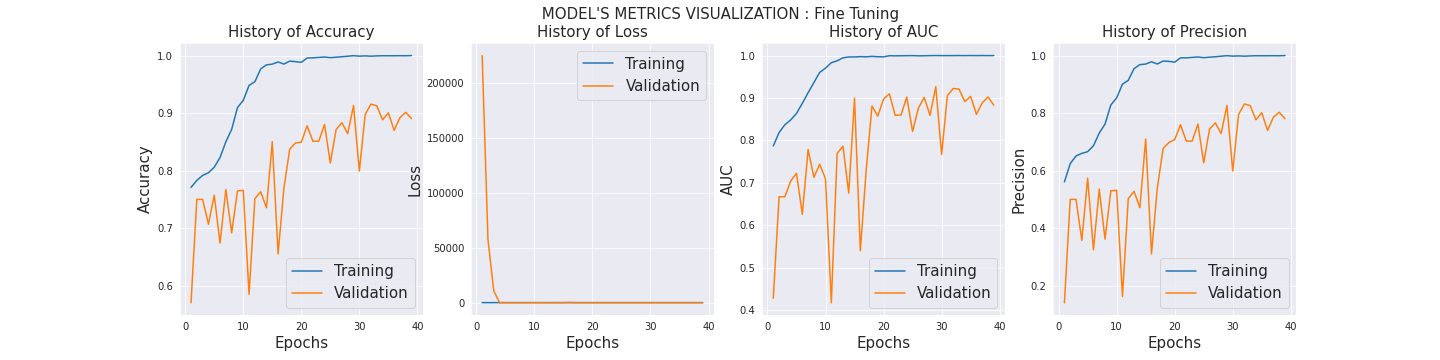 MODEL'S METRICS VISUALIZATION : Fine Tuning
History of Accuracy
Accuracy
1.0
0.9
0.8
0.7
0.6
0
10
20
30
40
Epochs
Training
Validation
History of Loss
Loss
200000
150000
100000
50000
0
0
10
20
30
40
Epochs
Training
Validation
History of AUC
AUC
1.0
0.9
0.8
0.7
0.6
0.5
0.4
0
10
20
30
40
Epochs
Training
Validation
History of Precision
Precision
1.0
0.8
0.6
0.4
0.2
0
10
20
30
40
Epochs
Training
Validation